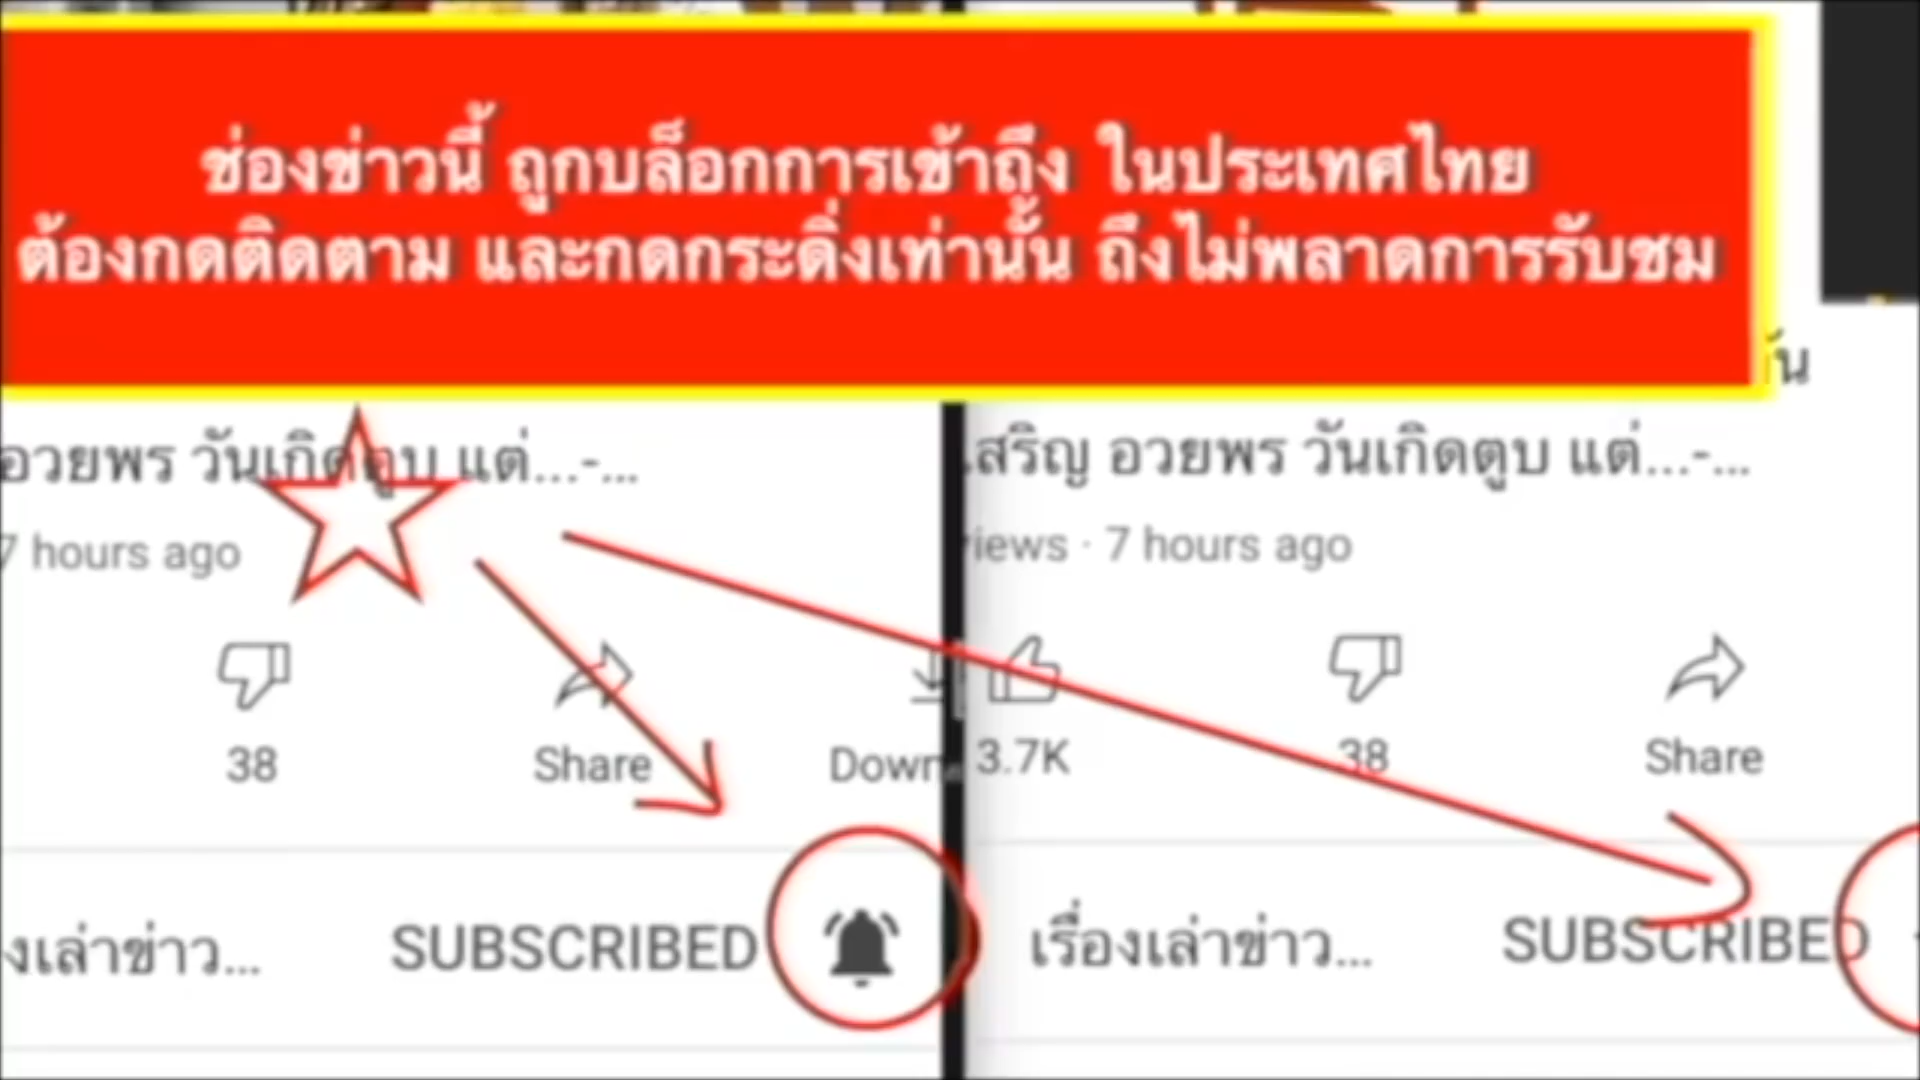 ช่องข่าวนี้ ถูกบล็อกการเข้าถึง ในประเทศไทย
ต้องกดติดตาม และกดกระดิ่งเท่านั้น ถึงไม่พลาดการรับชม
อวยพร วันเกิดตูบ แต่...-...
7 hours ago
38
Share
Down
งเล่าข่าว...
SUBSCRIBED
ัน
สริญ อวยพร วันเกิดตูบ แต่...-...
iews · 7 hours ago
3.7K
38
Share
เรื่องเล่าข่าว...
SUBSCRIBED